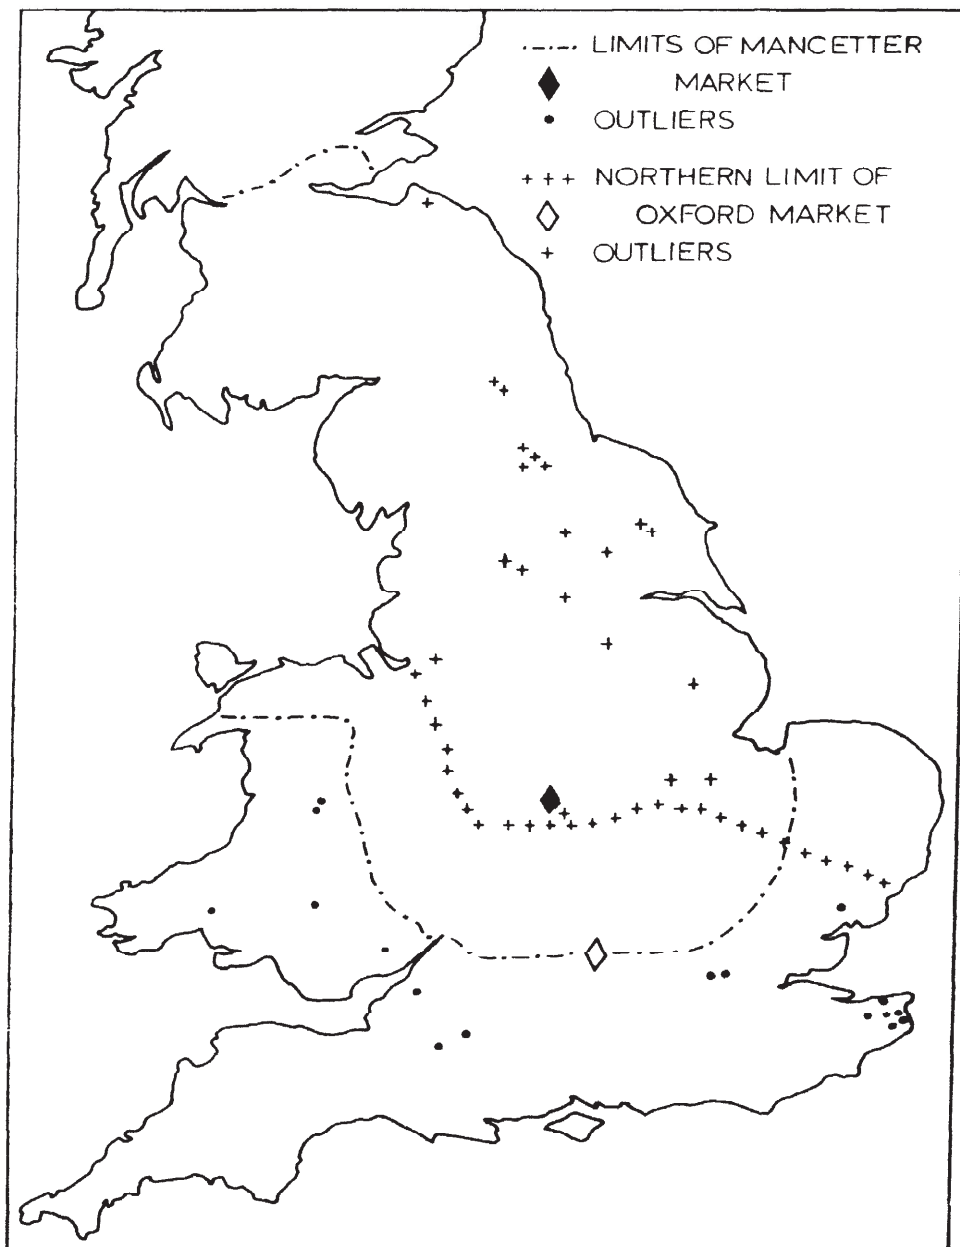 LIMITS OF MANCETTER
MARKET
OUTLIERS
NORTHERN LIMIT OF
OXFORD MARKET
OUTLIERS